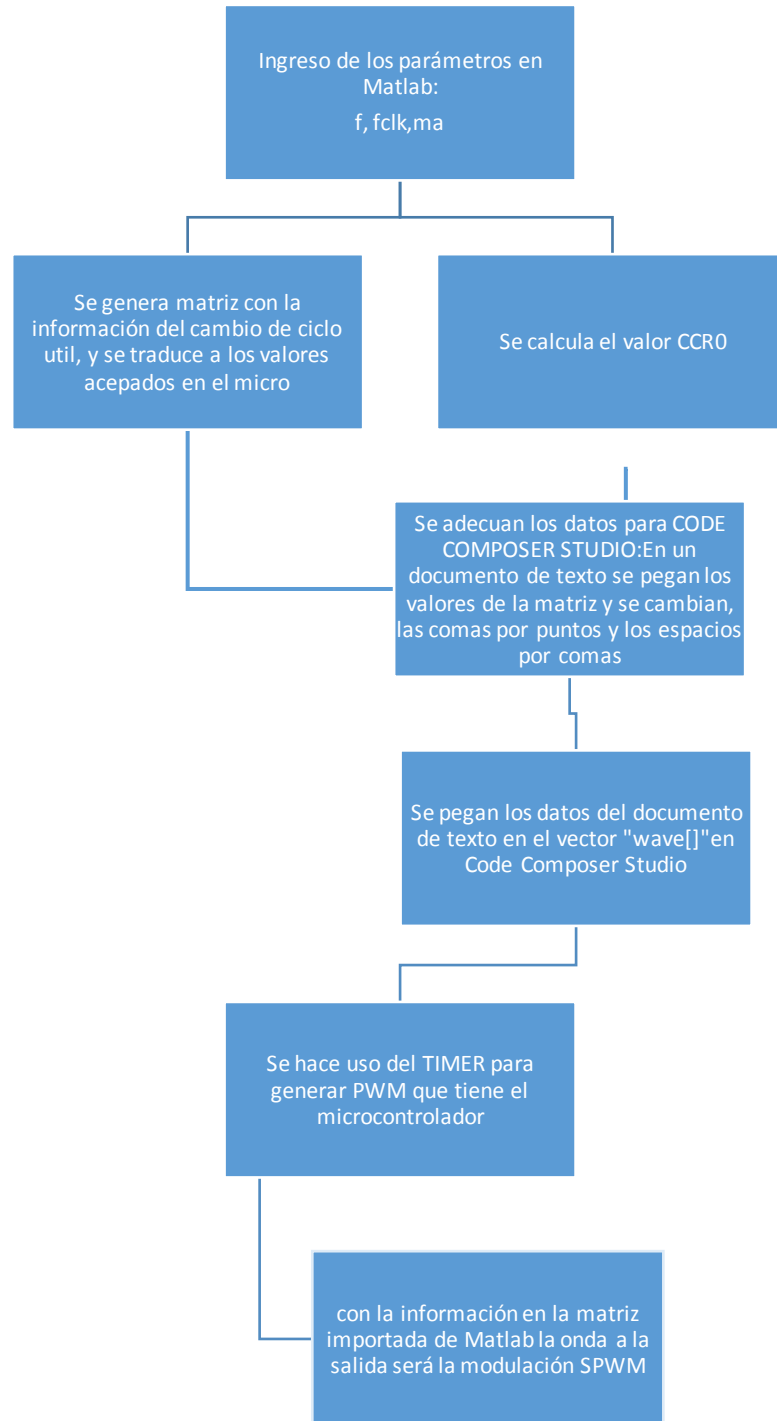 Ingreso de los parámetros en
Matlab:
f, fclk,ma
Se genera matriz con la
información del cambio de ciclo
util, y se traduce a los valores
acepados en el micro
Se calcula el valor CCR0
Se adecuan los datos para CODE
COMPOSER STUDIO:En un
documento de texto se pegan los
valores de la matriz y se cambian,
las comas por puntos y los espacios
por comas
Se pegan los datos del documento
de texto en el vector "wave[]"en
Code Composer Studio
Se hace uso del TIMER para
generar PWM que tiene el
microcontrolador
con la información en la matriz
importada de Matlab la onda a la
salida será la modulación SPWM